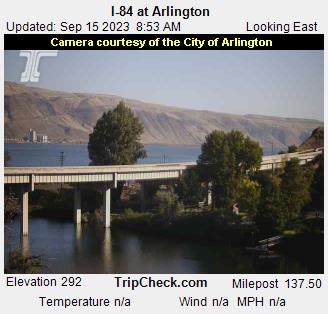 I-84 at Arlington
Updated: Sep 15 2023 8:53 AM Looking East
Camera courtesy of the City of Arlington
Elevation 292 TripCheck.com Milepost 137.50
Temperature n/a Wind n/a MPH n/a